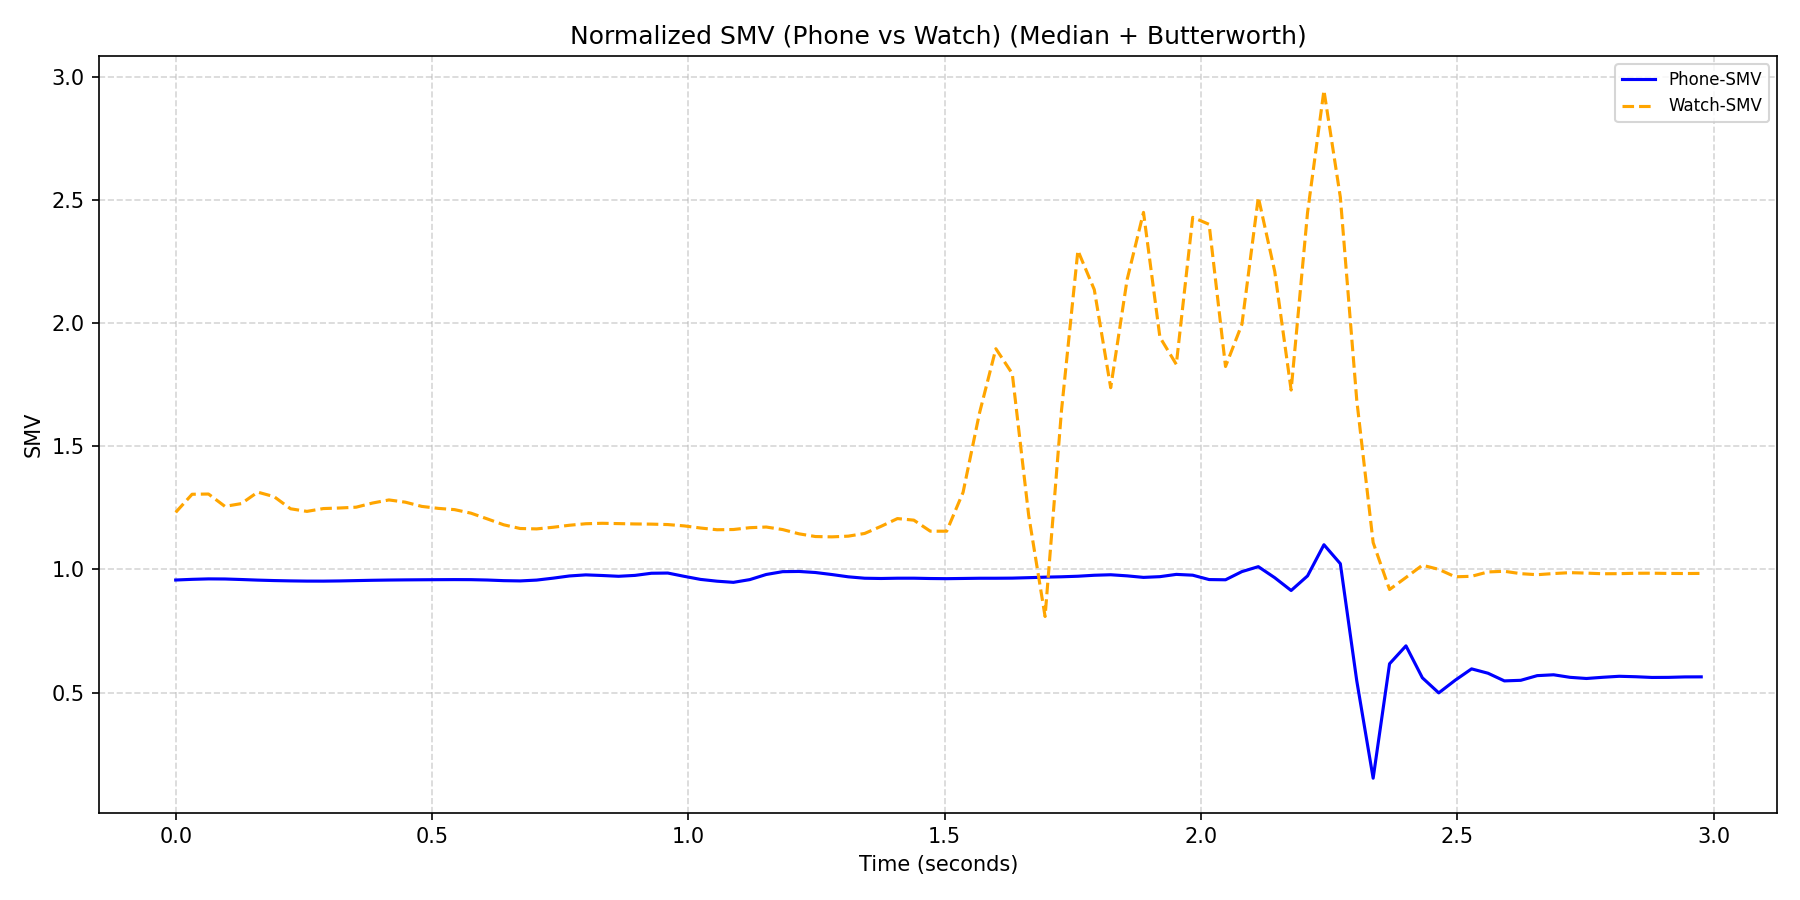 Normalized SMV (Phone vs Watch) (Median + Butterworth)
Phone-SMV
Watch-SMV
3.0
2.5
2.0
1.5
1.0
0.5
SMV
0.0 0.5 1.0 1.5 2.0 2.5 3.0
Time (seconds)